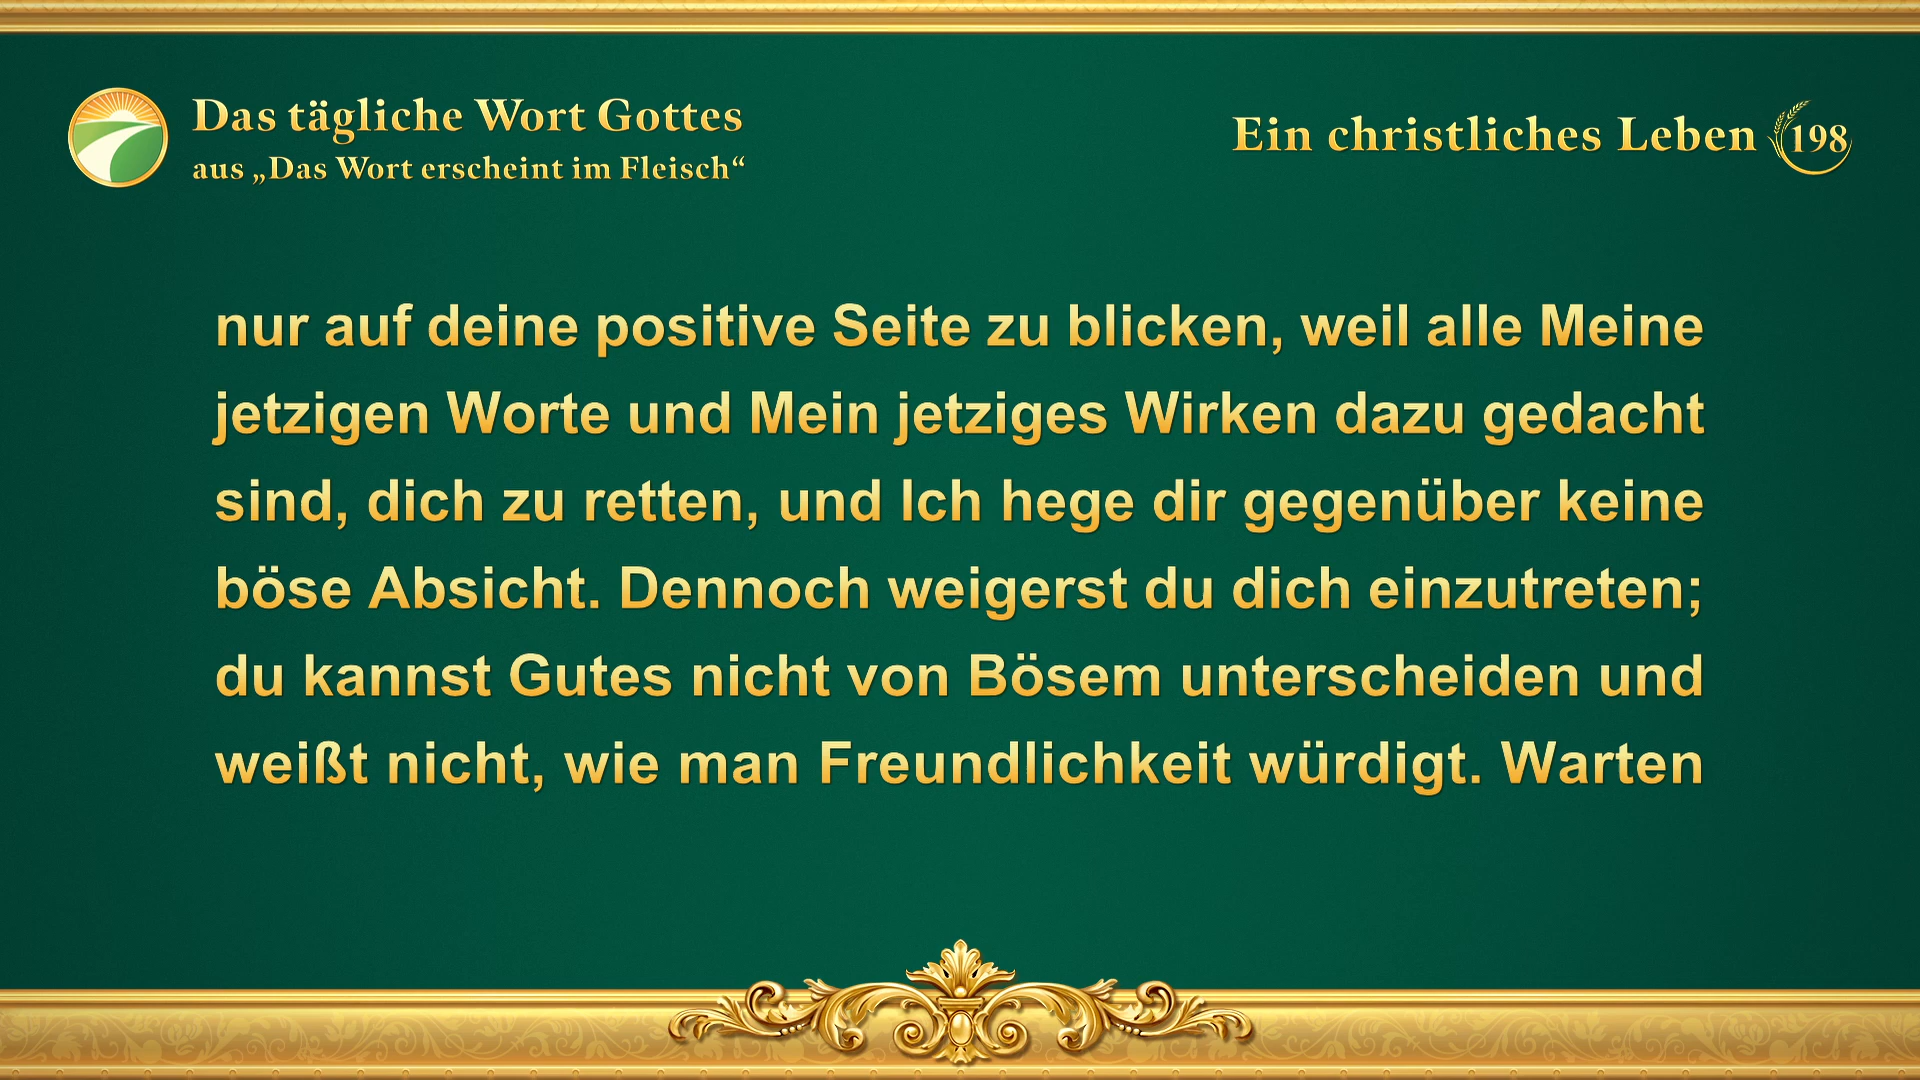 Das tägliche Wort Gottes
aus „Das Wort erscheint im Fleisch“
Ein christliches Leben 198
nur auf deine positive Seite zu blicken, weil alle Meine
jetzigen Worte und Mein jetziges Wirken dazu gedacht
sind, dich zu retten, und Ich hege dir gegenüber keine
böse Absicht. Dennoch weigerst du dich einzutreten;
du kannst Gutes nicht von Bösem unterscheiden und
weißt nicht, wie man Freundlichkeit würdigt. Warten